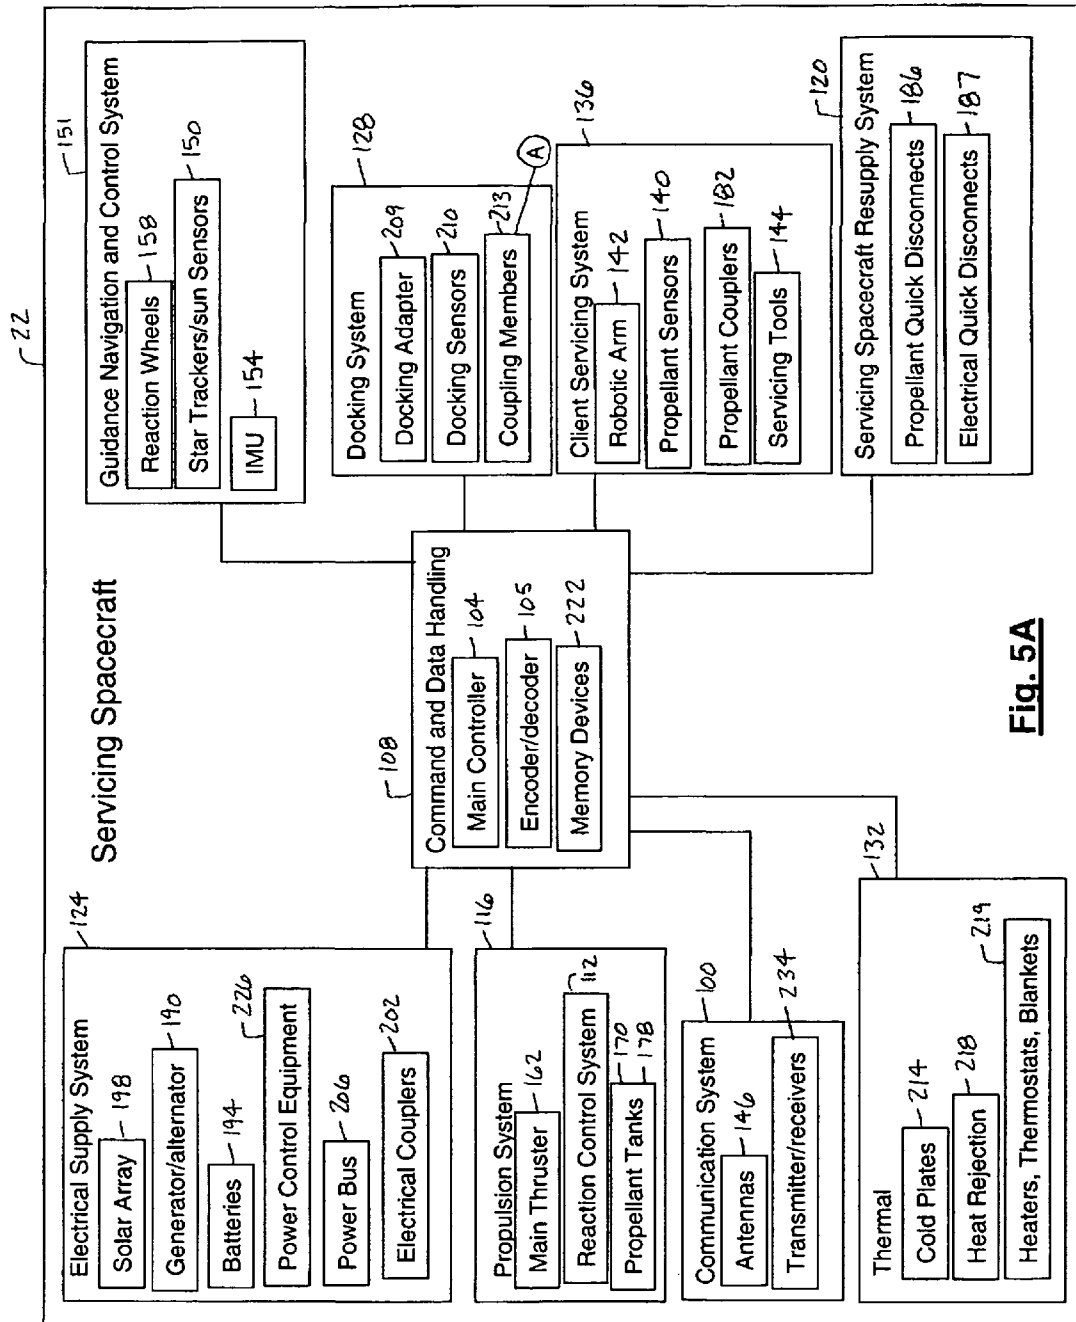 22
Servicing Spacecraft
124
Electrical Supply System
Solar Array
198
Generator/alternator
190
Batteries
194
226
Power Control Equipment
Power Bus
206
Electrical Couplers
202
116
Propulsion System
Main Thruster
162
Reaction Control System
112
Propellant Tanks
170
178
Communication System
100
Antennas
146
Transmitter/receivers
234
132
Thermal
Cold Plates
214
Heat Rejection
218
Heaters, Thermostats, Blankets
219
108
Command and Data Handling
Main Controller
104
Encoder/decoder
105
Memory Devices
222
151
Guidance Navigation and Control System
Reaction Wheels
158
Star Trackers/sun Sensors
150
IMU
154
128
Docking System
Docking Adapter
209
Docking Sensors
210
Coupling Members
213
A
136
Client Servicing System
Robotic Arm
142
Propellant Sensors
140
Propellant Couplers
182
Servicing Tools
144
120
Servicing Spacecraft Resupply System
Propellant Quick Disconnects
186
Electrical Quick Disconnects
187
Fig. 5A